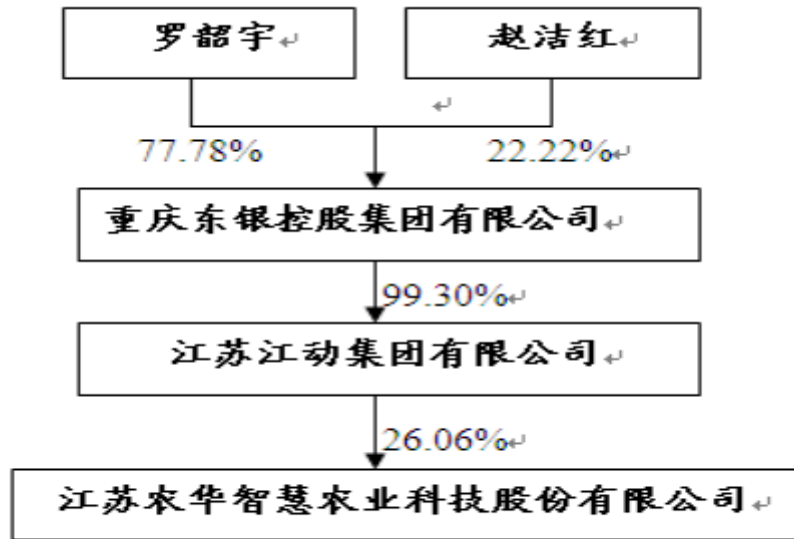 罗韶宇 赵洁红
77.78% 22.22%
重庆东银控股集团有限公司
99.30%
江苏江动集团有限公司
26.06%
江苏农华智慧农业科技股份有限公司